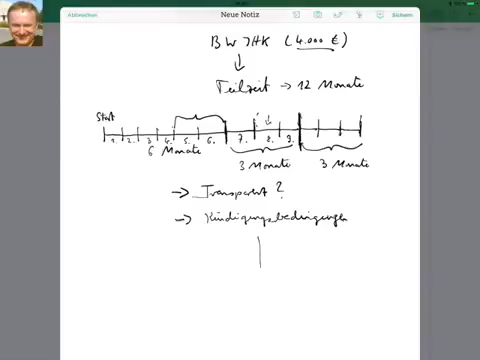 Abbrechen Neue Notiz Sichern
BW IHK (4.000 €)
Teilzeit → 12 Monate
Start
1. 2. 3. 4. 5. 6. 7. 8. 9.
6 Monate 3 Monate 3 Monate
→ Transparent?
→ Kündigungsbedingungen